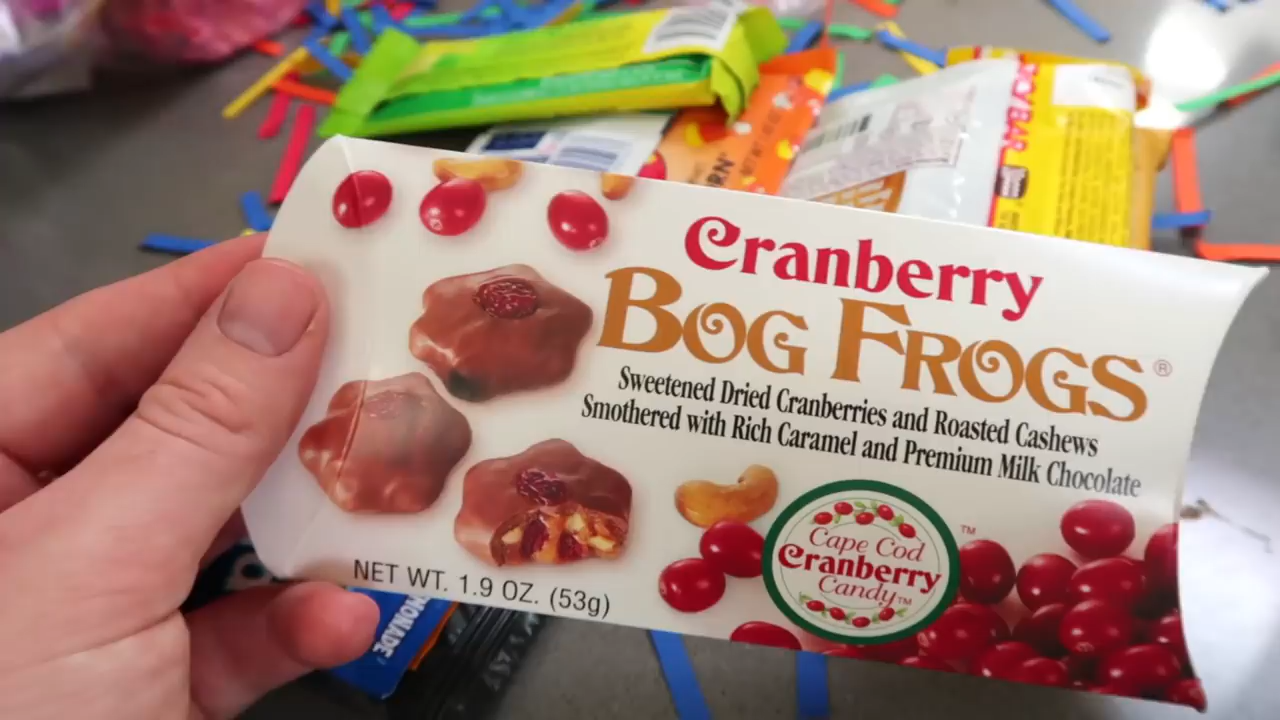 Cranberry
BOG FROGS®
Sweetened Dried Cranberries and Roasted Cashews
Smothered with Rich Caramel and Premium Milk Chocolate
Cape Cod
Cranberry
Candy™
™
NET WT. 1.9 OZ. (53g)